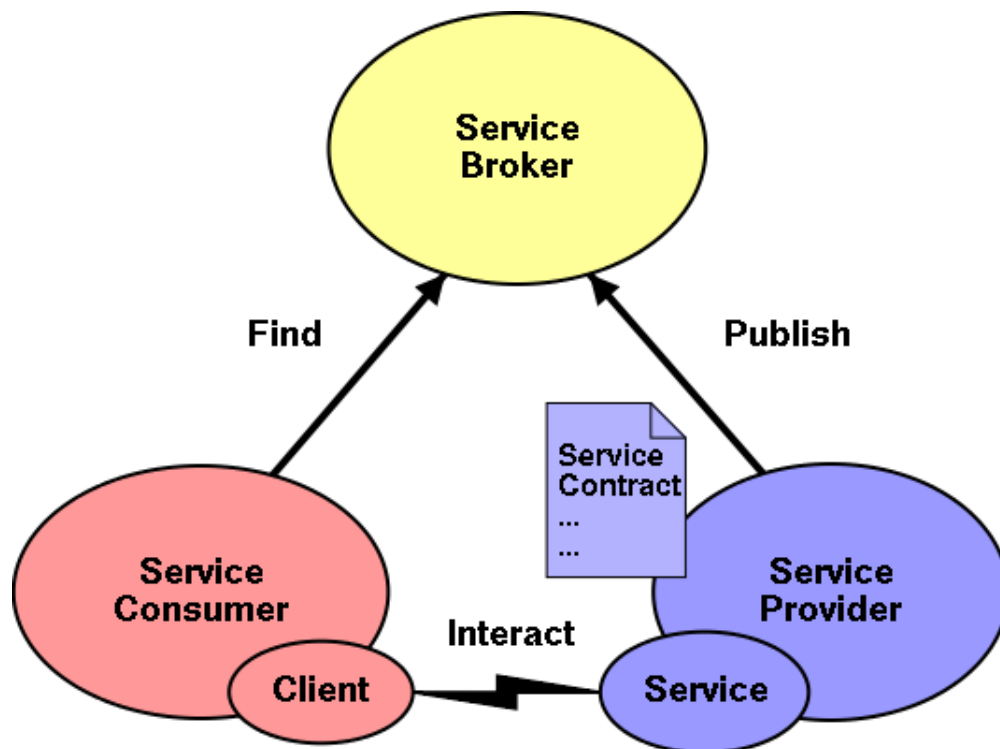 Service
Broker
Find
Publish
Service
Contract
...
...
Service
Consumer
Service
Provider
Interact
Client
Service